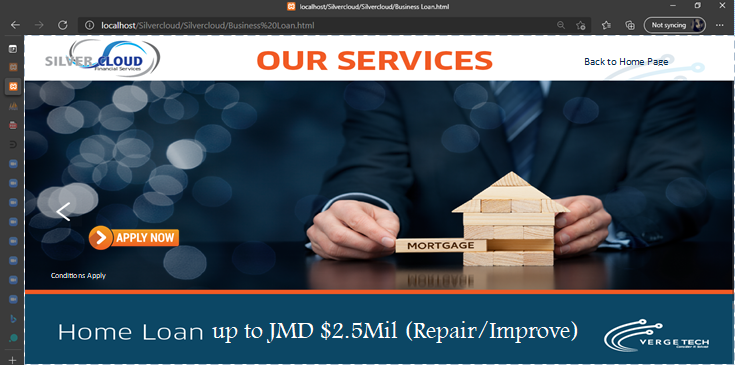 localhost/Silvercloud/Silvercloud/Business Loan.html
localhost/Silvercloud/Silvercloud/Business%20Loan.html
Not syncing
SILVER CLOUD
Financial Services
OUR SERVICES
Back to Home Page
APPLY NOW
MORTGAGE
Conditions Apply
Home Loan up to JMD $2.5Mil (Repair/Improve)
VERGE TECH